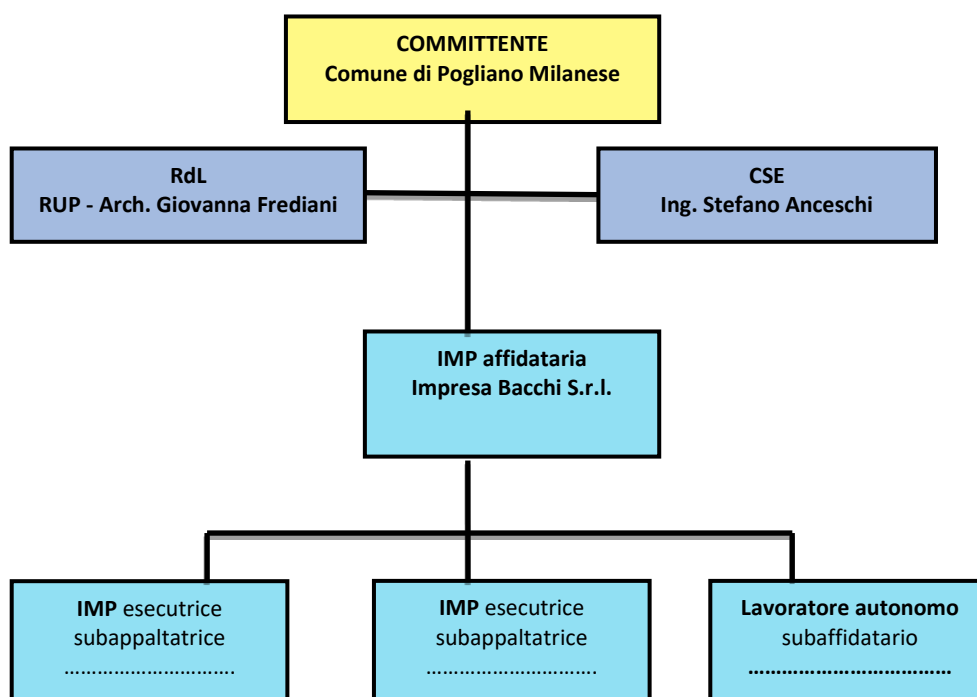 COMMITTENTE
Comune di Pogliano Milanese
RdL
RUP - Arch. Giovanna Frediani
CSE
Ing. Stefano Anceschi
IMP affidataria
Impresa Bacchi S.r.l.
IMP esecutrice
subappaltatrice
……………………….
IMP esecutrice
subappaltatrice
……………………….
Lavoratore autonomo
subaffidatario
……………………………